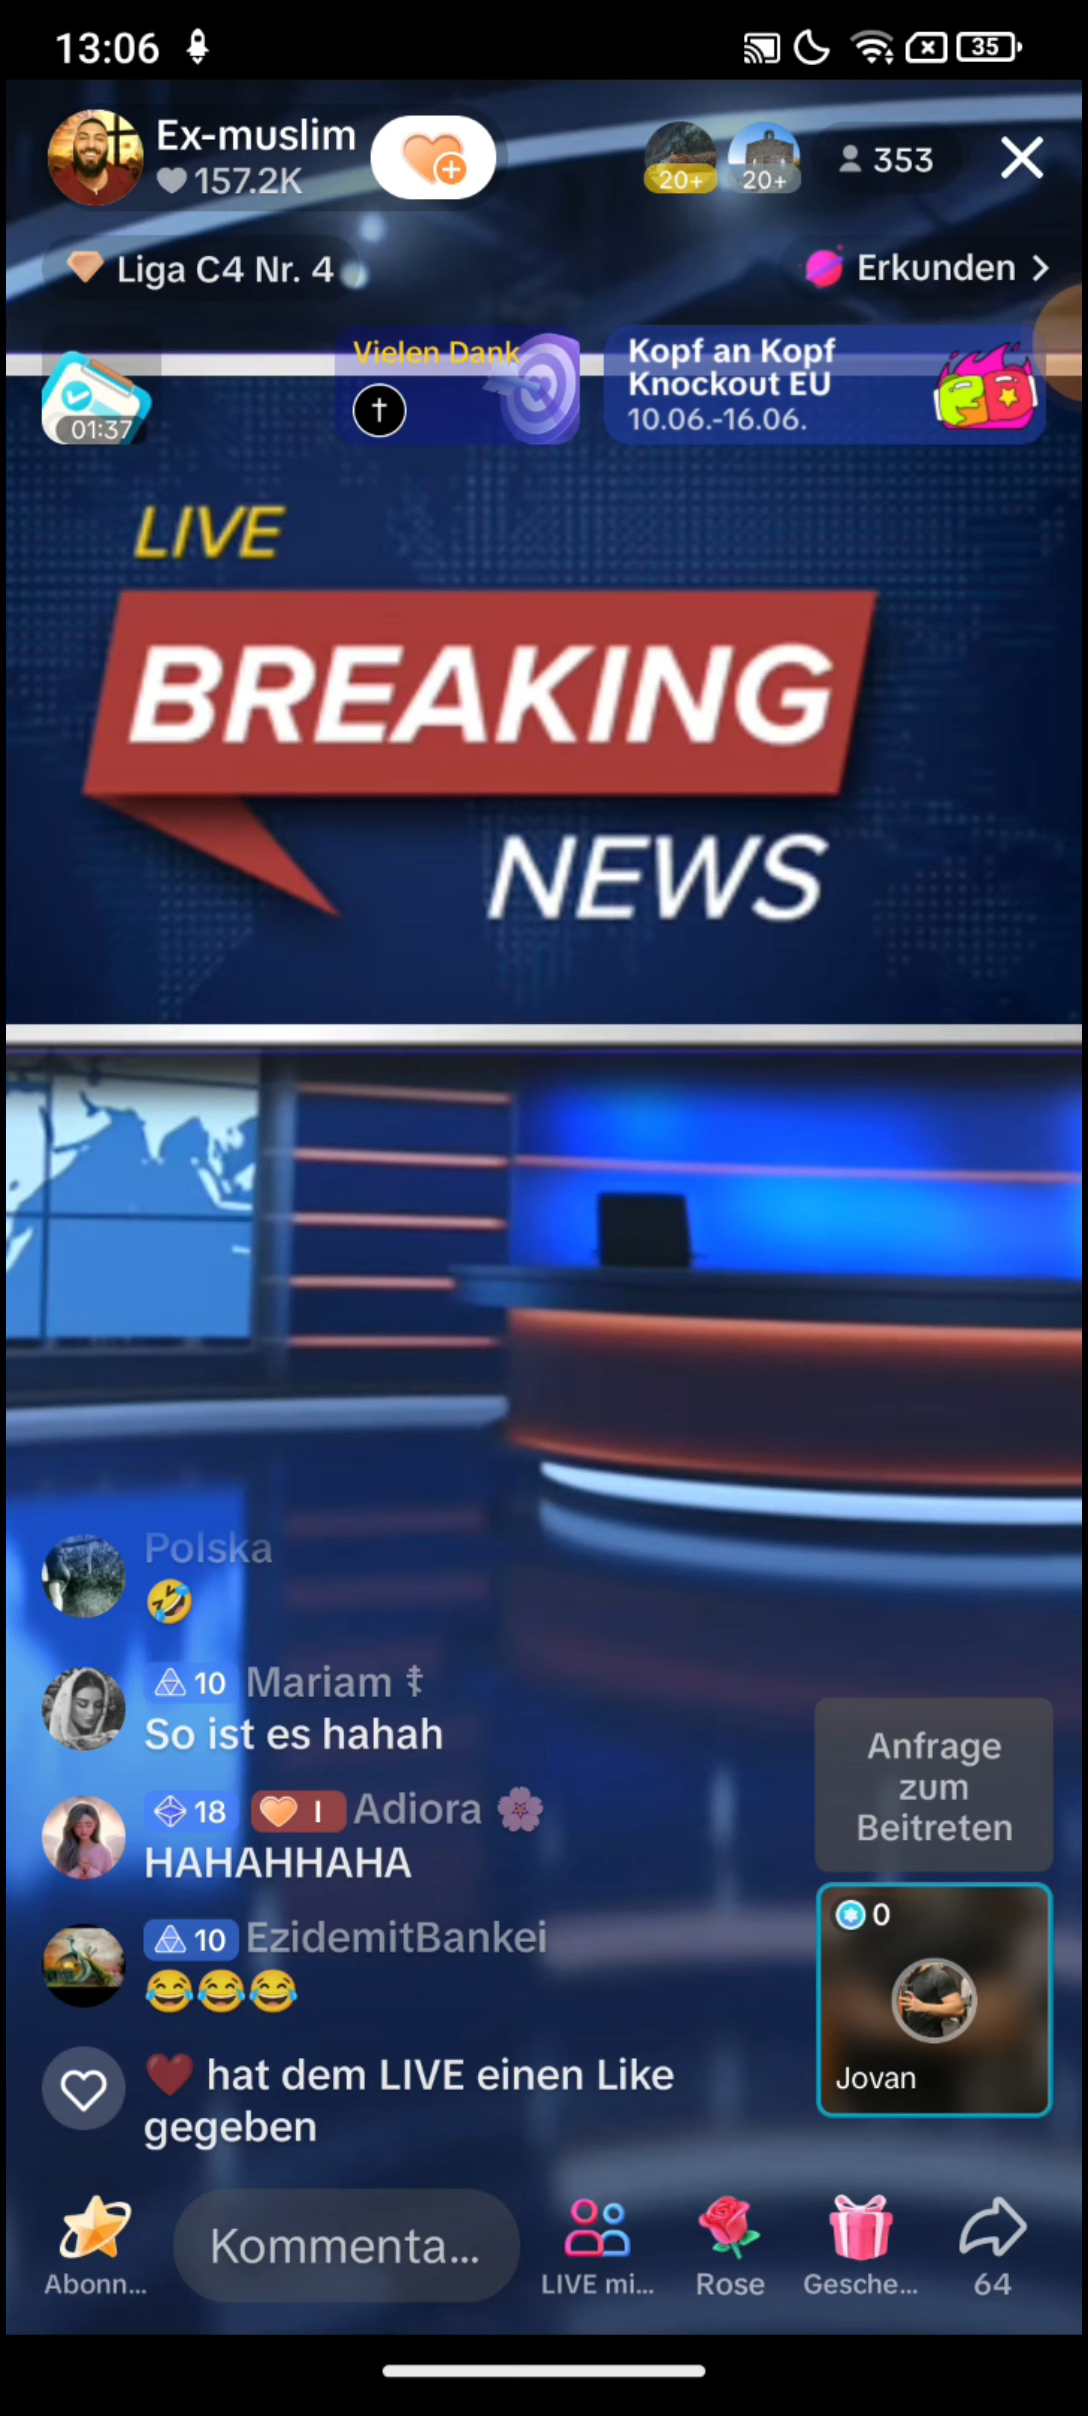 13:06
35
Ex-muslim
157.2K
20+
20+
353
Liga C4 Nr. 4
Erkunden >
01:37
Vielen Dank
Kopf an Kopf
Knockout EU
10.06.-16.06.
LIVE
BREAKING
NEWS
Polska
🤣
10 Mariam ☦
So ist es hahah
18 I Adiora 🌸
HAHAHHAHA
10 EzidemitBankei
😂😂😂
❤️ hat dem LIVE einen Like
gegeben
Anfrage
zum
Beitreten
0
Jovan
Abonn...
Kommenta...
LIVE mi...
Rose
Gesche...
64